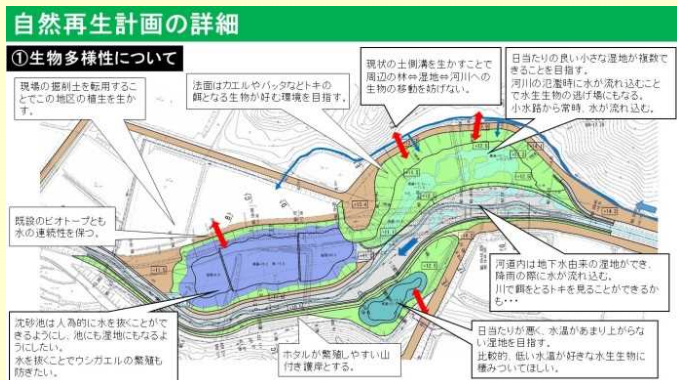 自然再生計画の詳細
①生物多様性について
現場の掘削土を転用するこ
とでこの地区の植生を生か
す。
法面はカエルやバッタなどトキの
餌となる生物が好む環境を目指す。
現状の土側溝を生かすことで
周辺の林⇔湿地⇔河川への
生物の移動を妨げない。
日当たりの良い小さな湿地が複数で
きることを目指す。
河川の氾濫時に水が流れ込むこと
で水生生物の逃げ場にもなる。
小水路から常時、水が流れ込む。
既設のビオトープとも
水の連続性を保つ。
河道内は地下水由来の湿地ができ、
降雨の際に水が流れ込む。
川で餌をとるトキを見ることができるか
も・・・
沈砂池は人為的に水を抜くことが
できるようにし、池にも湿地にもなるよ
うにしたい。
水を抜くことでウシガエルの繁殖も
防ぎたい。
ホタルが繁殖しやすい山
付き護岸とする。
日当たりが悪く、水温があまり上がらな
い湿地を目指す。
比較的、低い水温が好きな水生生物に
棲みついてほしい。